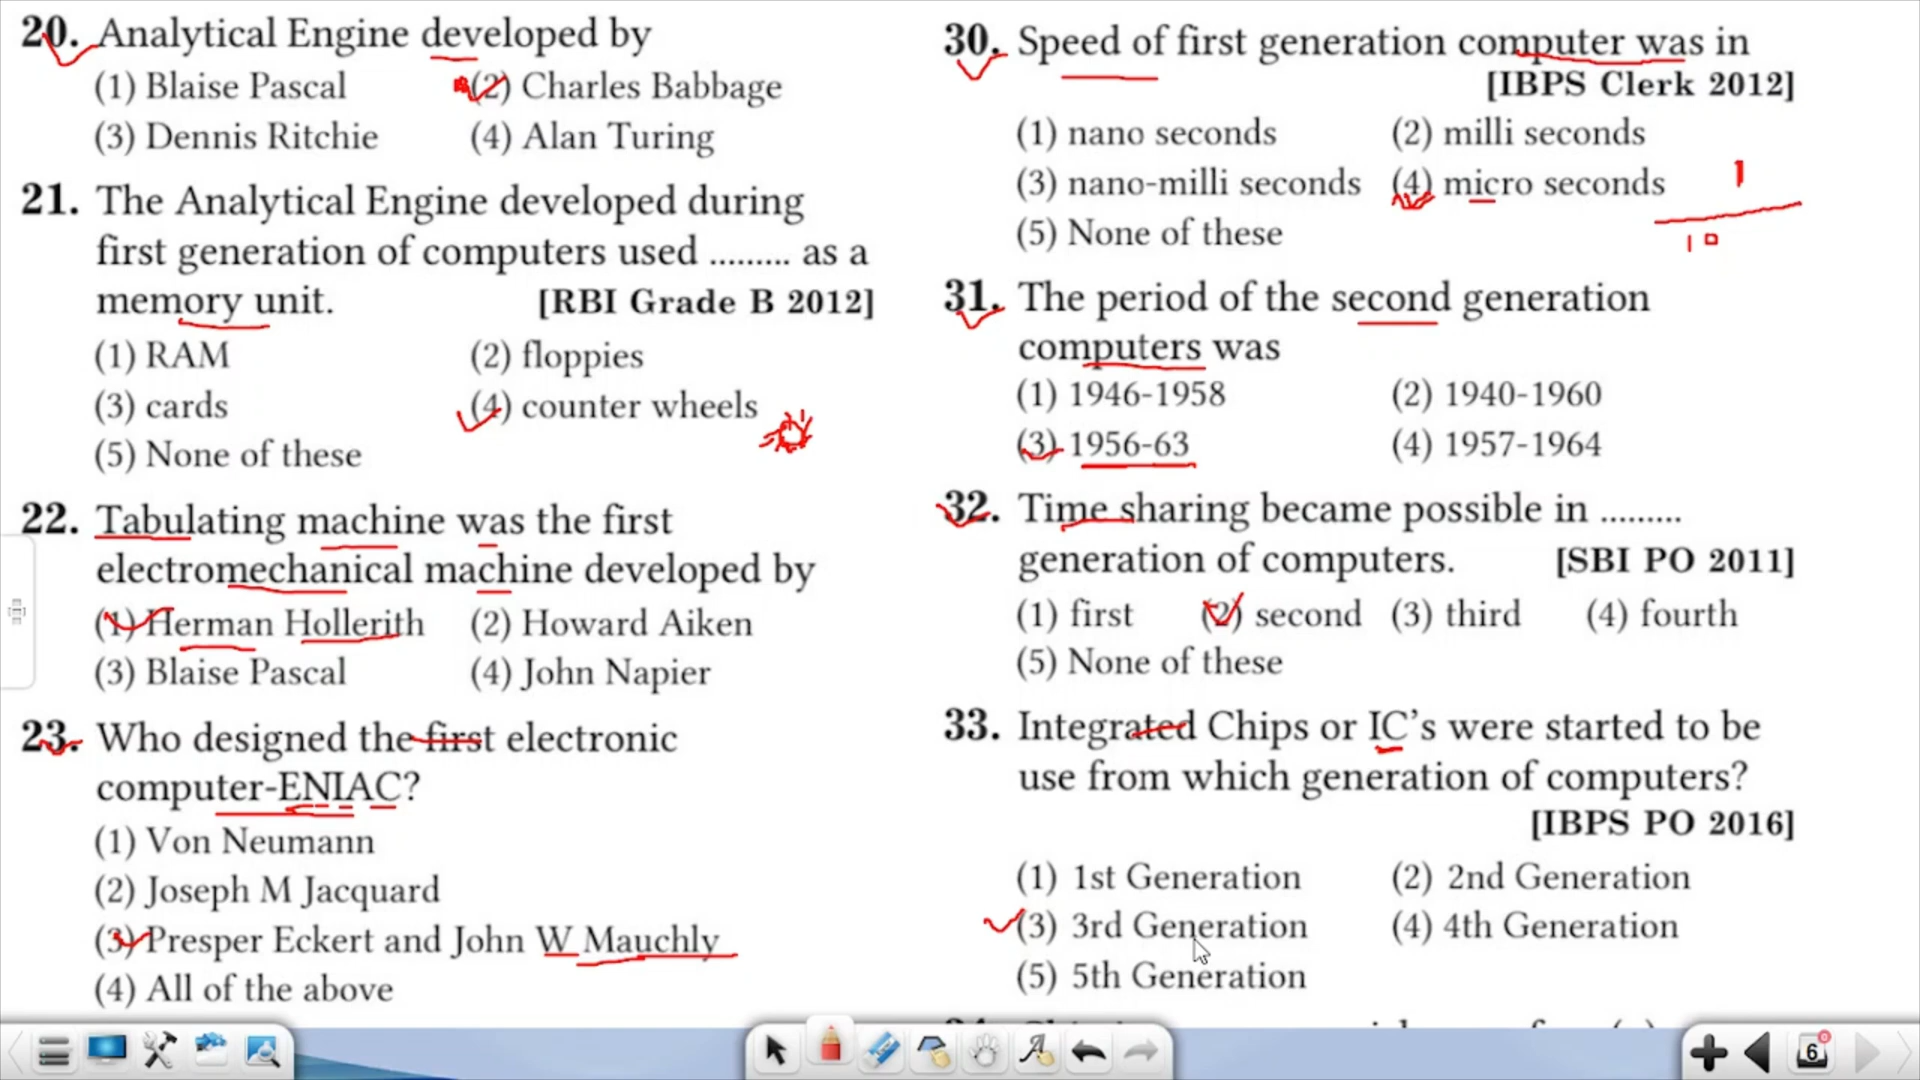 20. Analytical Engine developed by
(1) Blaise Pascal (2) Charles Babbage
(3) Dennis Ritchie (4) Alan Turing
21. The Analytical Engine developed during
first generation of computers used ......... as a
memory unit. [RBI Grade B 2012]
(1) RAM (2) floppies
(3) cards (4) counter wheels
(5) None of these
22. Tabulating machine was the first
electromechanical machine developed by
(1) Herman Hollerith (2) Howard Aiken
(3) Blaise Pascal (4) John Napier
23. Who designed the first electronic
computer-ENIAC?
(1) Von Neumann
(2) Joseph M Jacquard
(3) Presper Eckert and John W Mauchly
(4) All of the above
30. Speed of first generation computer was in
[IBPS Clerk 2012]
(1) nano seconds (2) milli seconds
(3) nano-milli seconds (4) micro seconds
1
10
(5) None of these
31. The period of the second generation
computers was
(1) 1946-1958 (2) 1940-1960
(3) 1956-63 (4) 1957-1964
32. Time sharing became possible in .........
generation of computers. [SBI PO 2011]
(1) first (2) second (3) third (4) fourth
(5) None of these
33. Integrated Chips or IC's were started to be
use from which generation of computers?
[IBPS PO 2016]
(1) 1st Generation (2) 2nd Generation
(3) 3rd Generation (4) 4th Generation
(5) 5th Generation
6
0